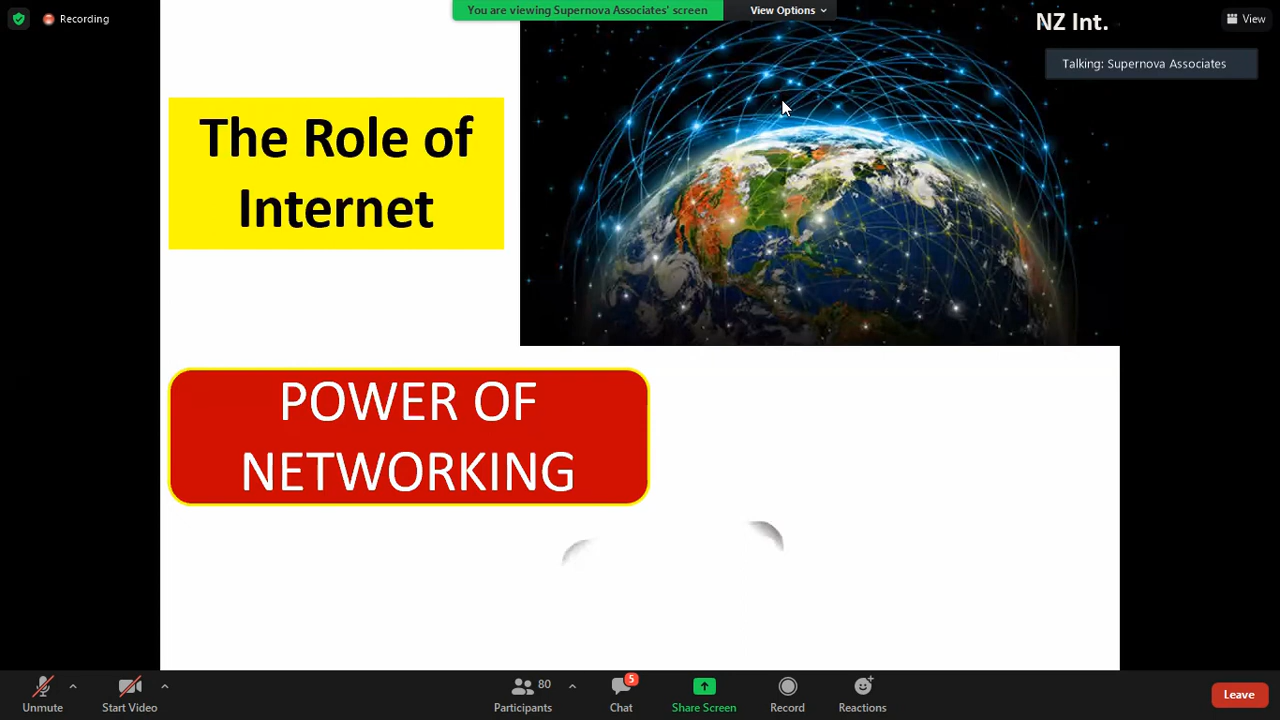 Recording
You are viewing Supernova Associates' screen
View Options
NZ Int.
View
Talking: Supernova Associates
The Role of
Internet
POWER OF
NETWORKING
Unmute
Start Video
80
Participants
5
Chat
Share Screen
Record
Reactions
Leave